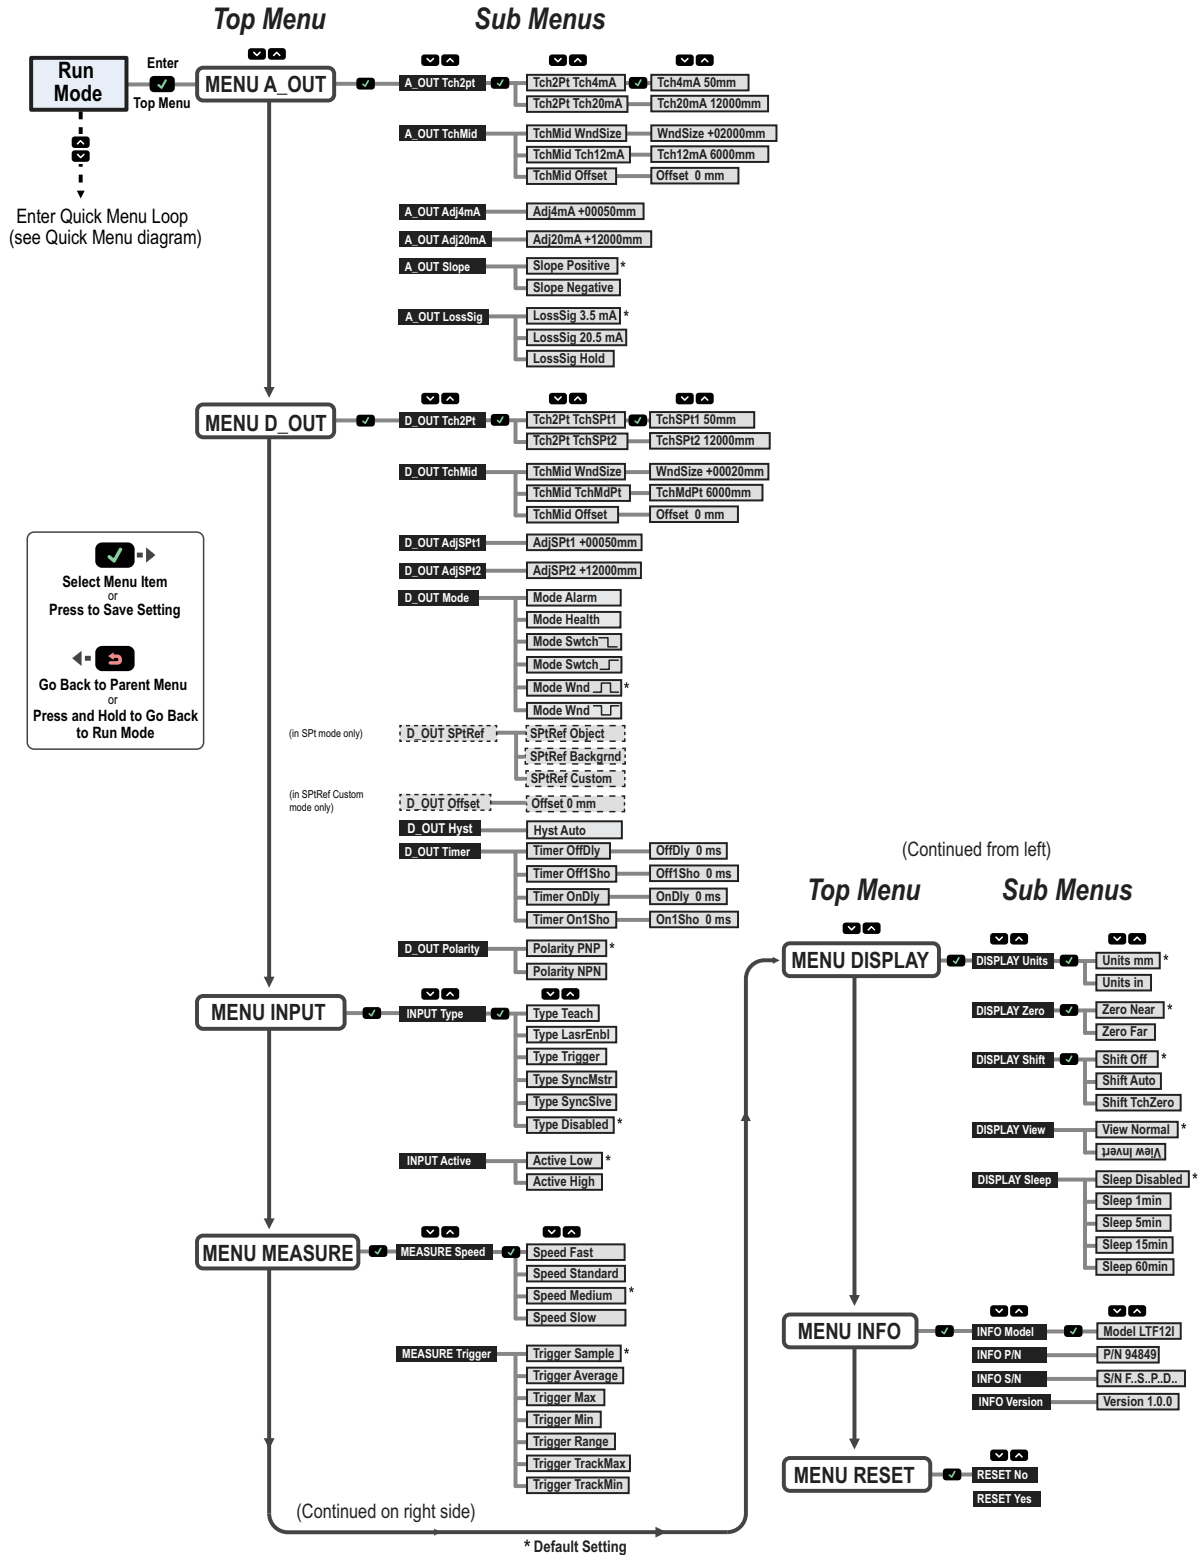 Top Menu
Sub Menus
Run
Mode
Enter
Top Menu
Enter Quick Menu Loop
(see Quick Menu diagram)
MENU A_OUT
A_OUT Tch2pt
Tch2Pt Tch4mA
Tch4mA 50mm
Tch2Pt Tch20mA
Tch20mA 12000mm
A_OUT TchMid
TchMid WndSize
WndSize +02000mm
TchMid Tch12mA
Tch12mA 6000mm
TchMid Offset
Offset 0 mm
A_OUT Adj4mA
Adj4mA +00050mm
A_OUT Adj20mA
Adj20mA +12000mm
A_OUT Slope
Slope Positive *
Slope Negative
A_OUT LossSig
LossSig 3.5 mA *
LossSig 20.5 mA
LossSig Hold
MENU D_OUT
D_OUT Tch2Pt
Tch2Pt TchSPt1
TchSPt1 50mm
Tch2Pt TchSPt2
TchSPt2 12000mm
D_OUT TchMid
TchMid WndSize
WndSize +00020mm
TchMid TchMdPt
TchMdPt 6000mm
TchMid Offset
Offset 0 mm
D_OUT AdjSPt1
AdjSPt1 +00050mm
D_OUT AdjSPt2
AdjSPt2 +12000mm
D_OUT Mode
Mode Alarm
Mode Health
Mode Swtch
Mode Swtch
Mode Wnd *
Mode Wnd
(in SPt mode only)
D_OUT SPtRef
SPtRef Object
SPtRef Backgrnd
SPtRef Custom
(in SPtRef Custom
mode only)
D_OUT Offset
Offset 0 mm
D_OUT Hyst
Hyst Auto
D_OUT Timer
Timer OffDly
OffDly 0 ms
Timer Off1Sho
Off1Sho 0 ms
Timer OnDly
OnDly 0 ms
Timer On1Sho
On1Sho 0 ms
D_OUT Polarity
Polarity PNP *
Polarity NPN
Select Menu Item
or
Press to Save Setting
Go Back to Parent Menu
or
Press and Hold to Go Back
to Run Mode
MENU INPUT
INPUT Type
Type Teach
Type LasrEnbl
Type Trigger
Type SyncMstr
Type SyncSlve
Type Disabled *
INPUT Active
Active Low *
Active High
MENU MEASURE
MEASURE Speed
Speed Fast
Speed Standard
Speed Medium *
Speed Slow
MEASURE Trigger
Trigger Sample *
Trigger Average
Trigger Max
Trigger Min
Trigger Range
Trigger TrackMax
Trigger TrackMin
(Continued on right side)
* Default Setting
(Continued from left)
Top Menu
Sub Menus
MENU DISPLAY
DISPLAY Units
Units mm *
Units in
DISPLAY Zero
Zero Near *
Zero Far
DISPLAY Shift
Shift Off *
Shift Auto
Shift TchZero
DISPLAY View
View Normal *
View Invert
DISPLAY Sleep
Sleep Disabled *
Sleep 1min
Sleep 5min
Sleep 15min
Sleep 60min
MENU INFO
INFO Model
Model LTF12I
INFO P/N
P/N 94849
INFO S/N
S/N F..S..P..D..
INFO Version
Version 1.0.0
MENU RESET
RESET No
RESET Yes